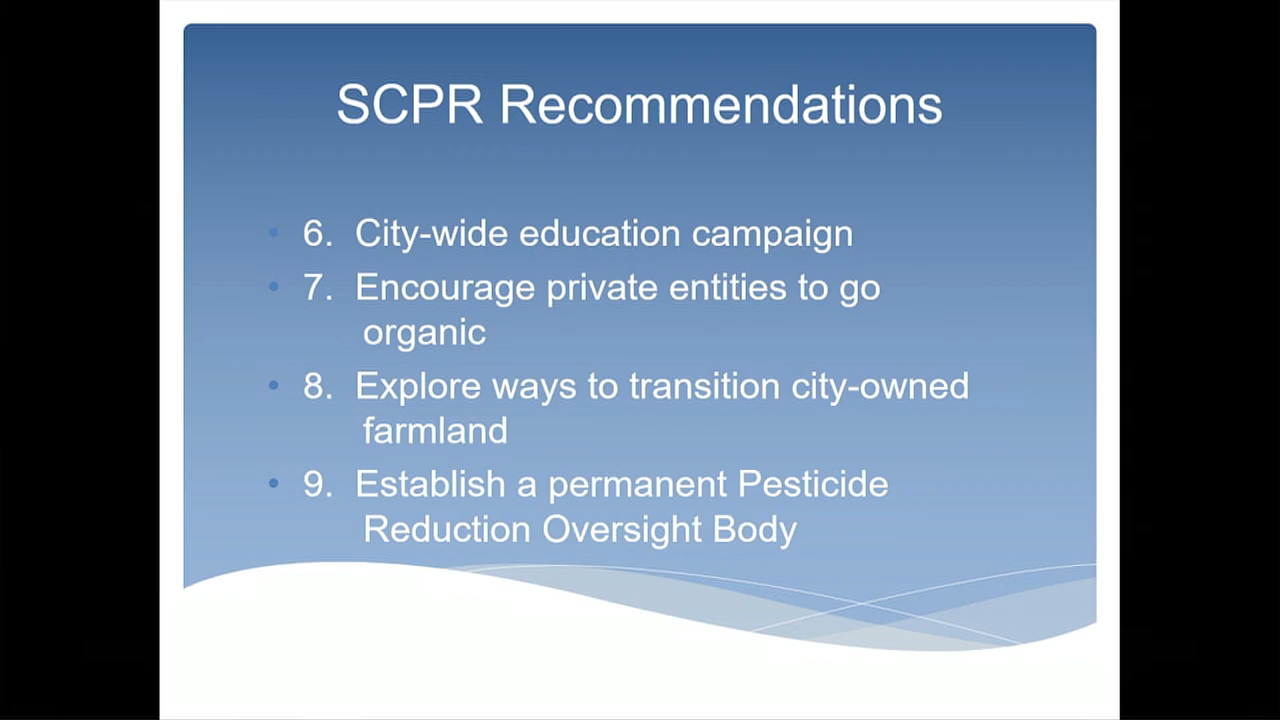 SCPR Recommendations
• 6. City-wide education campaign
• 7. Encourage private entities to go
organic
• 8. Explore ways to transition city-owned
farmland
• 9. Establish a permanent Pesticide
Reduction Oversight Body